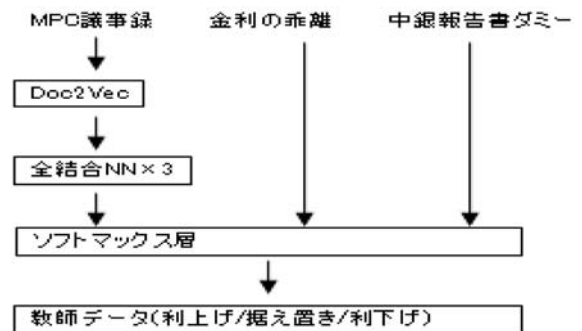 MPC議事録 金利の乖離 中銀報告書ダミー
Doc2Vec
全結合NN×3
ソフトマックス層
教師データ(利上げ/据え置き/利下げ)